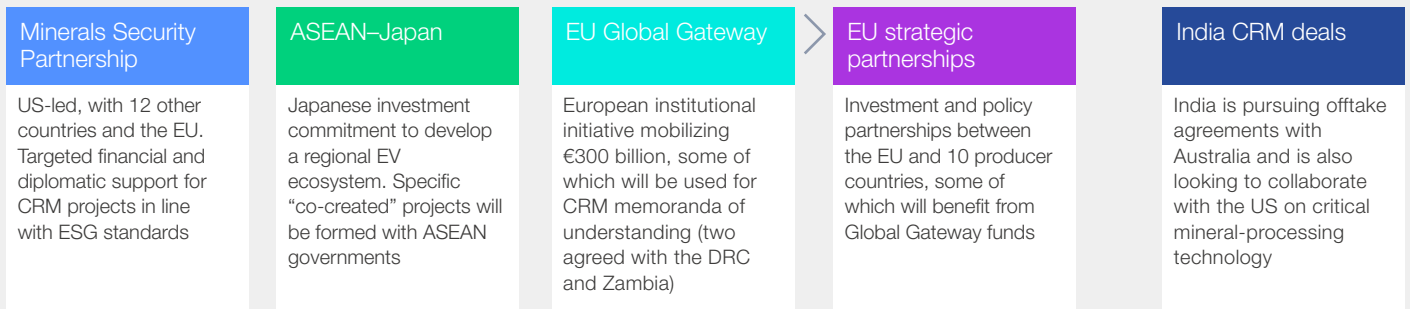 Minerals Security
Partnership
US-led, with 12 other
countries and the EU.
Targeted financial and
diplomatic support for
CRM projects in line
with ESG standards
ASEAN–Japan
Japanese investment
commitment to develop
a regional EV
ecosystem. Specific
“co-created” projects will
be formed with ASEAN
governments
EU Global Gateway
European institutional
initiative mobilizing
€300 billion, some of
which will be used for
CRM memoranda of
understanding (two
agreed with the DRC
and Zambia)
EU strategic
partnerships
Investment and policy
partnerships between
the EU and 10 producer
countries, some of
which will benefit from
Global Gateway funds
India CRM deals
India is pursuing offtake
agreements with
Australia and is also
looking to collaborate
with the US on critical
mineral-processing
technology